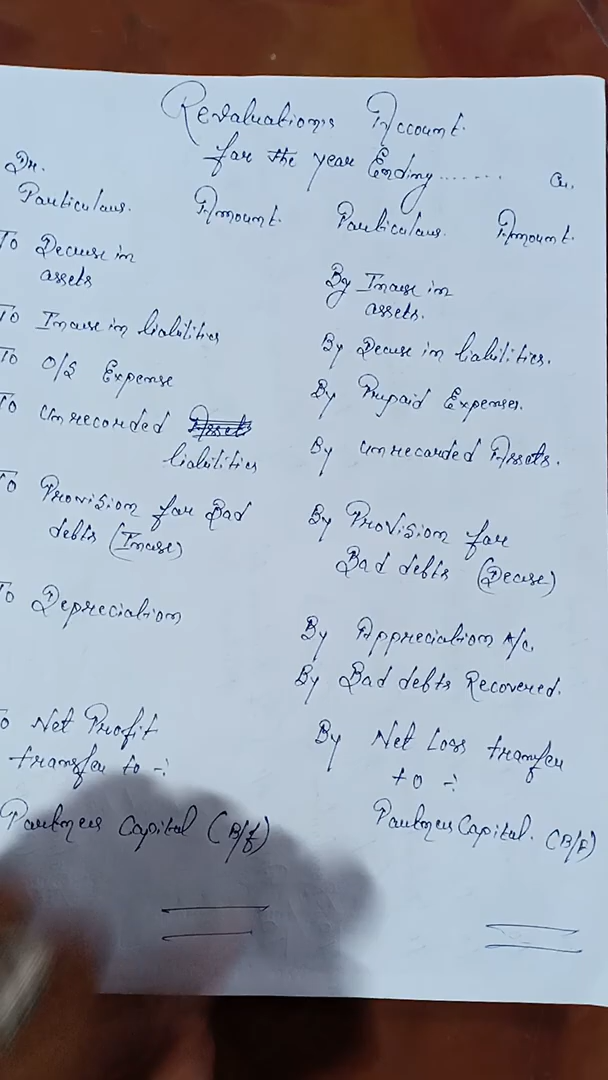 Revaluation's Account
for the year Ending.......
Dr.
Cr.
Particulars. Amount. Particulars. Amount.
To Decrease in
assets
To Increase in liabilities
To O/S Expense
To unrecorded
liabilities
To Provision for Bad
debts (Increase)
To Depreciation
To Net Profit
transfer to -:
Partners Capital (B/f)
By Increase in
assets.
By Decrease in liabilities.
By Prepaid Expenses.
By unrecorded Assets.
By Provision for
Bad debts (Decrease)
By Appreciation A/c.
By Bad debts Recovered.
By Net Loss transfer
to -:
Partners Capital. (B/F)